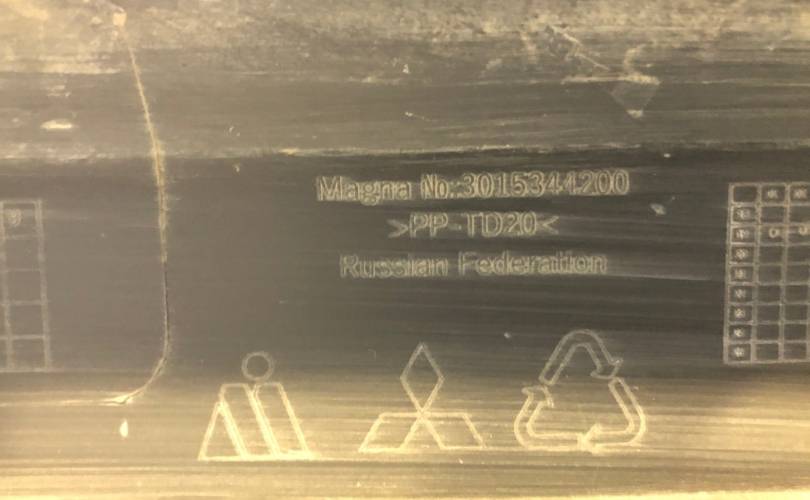 Magna No.:3015344200
>PP-TD20<
Russian Federation